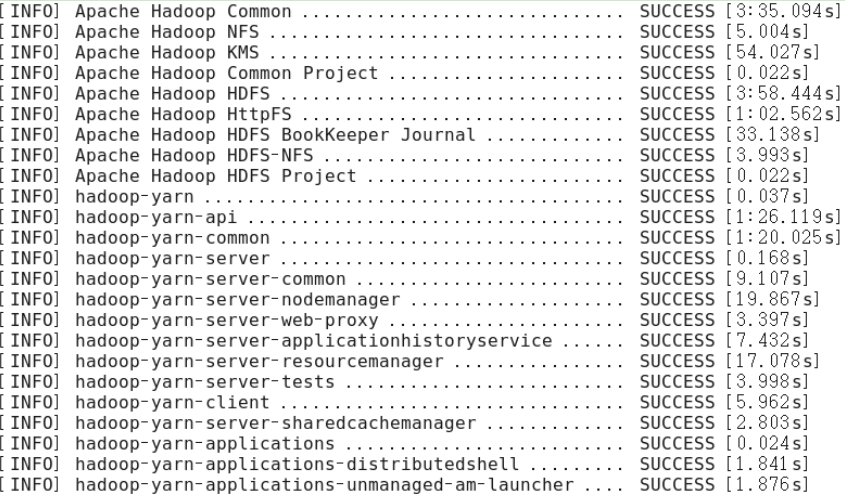 [INFO] Apache Hadoop Common .............................. SUCCESS [3:35.094s]
[INFO] Apache Hadoop NFS ................................. SUCCESS [5.004s]
[INFO] Apache Hadoop KMS ................................. SUCCESS [54.027s]
[INFO] Apache Hadoop Common Project ...................... SUCCESS [0.022s]
[INFO] Apache Hadoop HDFS ................................ SUCCESS [3:58.444s]
[INFO] Apache Hadoop HttpFS .............................. SUCCESS [1:02.562s]
[INFO] Apache Hadoop HDFS BookKeeper Journal ............. SUCCESS [33.138s]
[INFO] Apache Hadoop HDFS-NFS ............................ SUCCESS [3.993s]
[INFO] Apache Hadoop HDFS Project ........................ SUCCESS [0.022s]
[INFO] hadoop-yarn ....................................... SUCCESS [0.037s]
[INFO] hadoop-yarn-api ................................... SUCCESS [1:26.119s]
[INFO] hadoop-yarn-common ................................ SUCCESS [1:20.025s]
[INFO] hadoop-yarn-server ................................ SUCCESS [0.168s]
[INFO] hadoop-yarn-server-common ......................... SUCCESS [9.107s]
[INFO] hadoop-yarn-server-nodemanager .................... SUCCESS [19.867s]
[INFO] hadoop-yarn-server-web-proxy ...................... SUCCESS [3.397s]
[INFO] hadoop-yarn-server-applicationhistoryservice ...... SUCCESS [7.432s]
[INFO] hadoop-yarn-server-resourcemanager ................ SUCCESS [17.078s]
[INFO] hadoop-yarn-server-tests .......................... SUCCESS [3.998s]
[INFO] hadoop-yarn-client ................................ SUCCESS [5.962s]
[INFO] hadoop-yarn-server-sharedcachemanager ............. SUCCESS [2.803s]
[INFO] hadoop-yarn-applications .......................... SUCCESS [0.024s]
[INFO] hadoop-yarn-applications-distributedshell ......... SUCCESS [1.841s]
[INFO] hadoop-yarn-applications-unmanaged-am-launcher .... SUCCESS [1.876s]